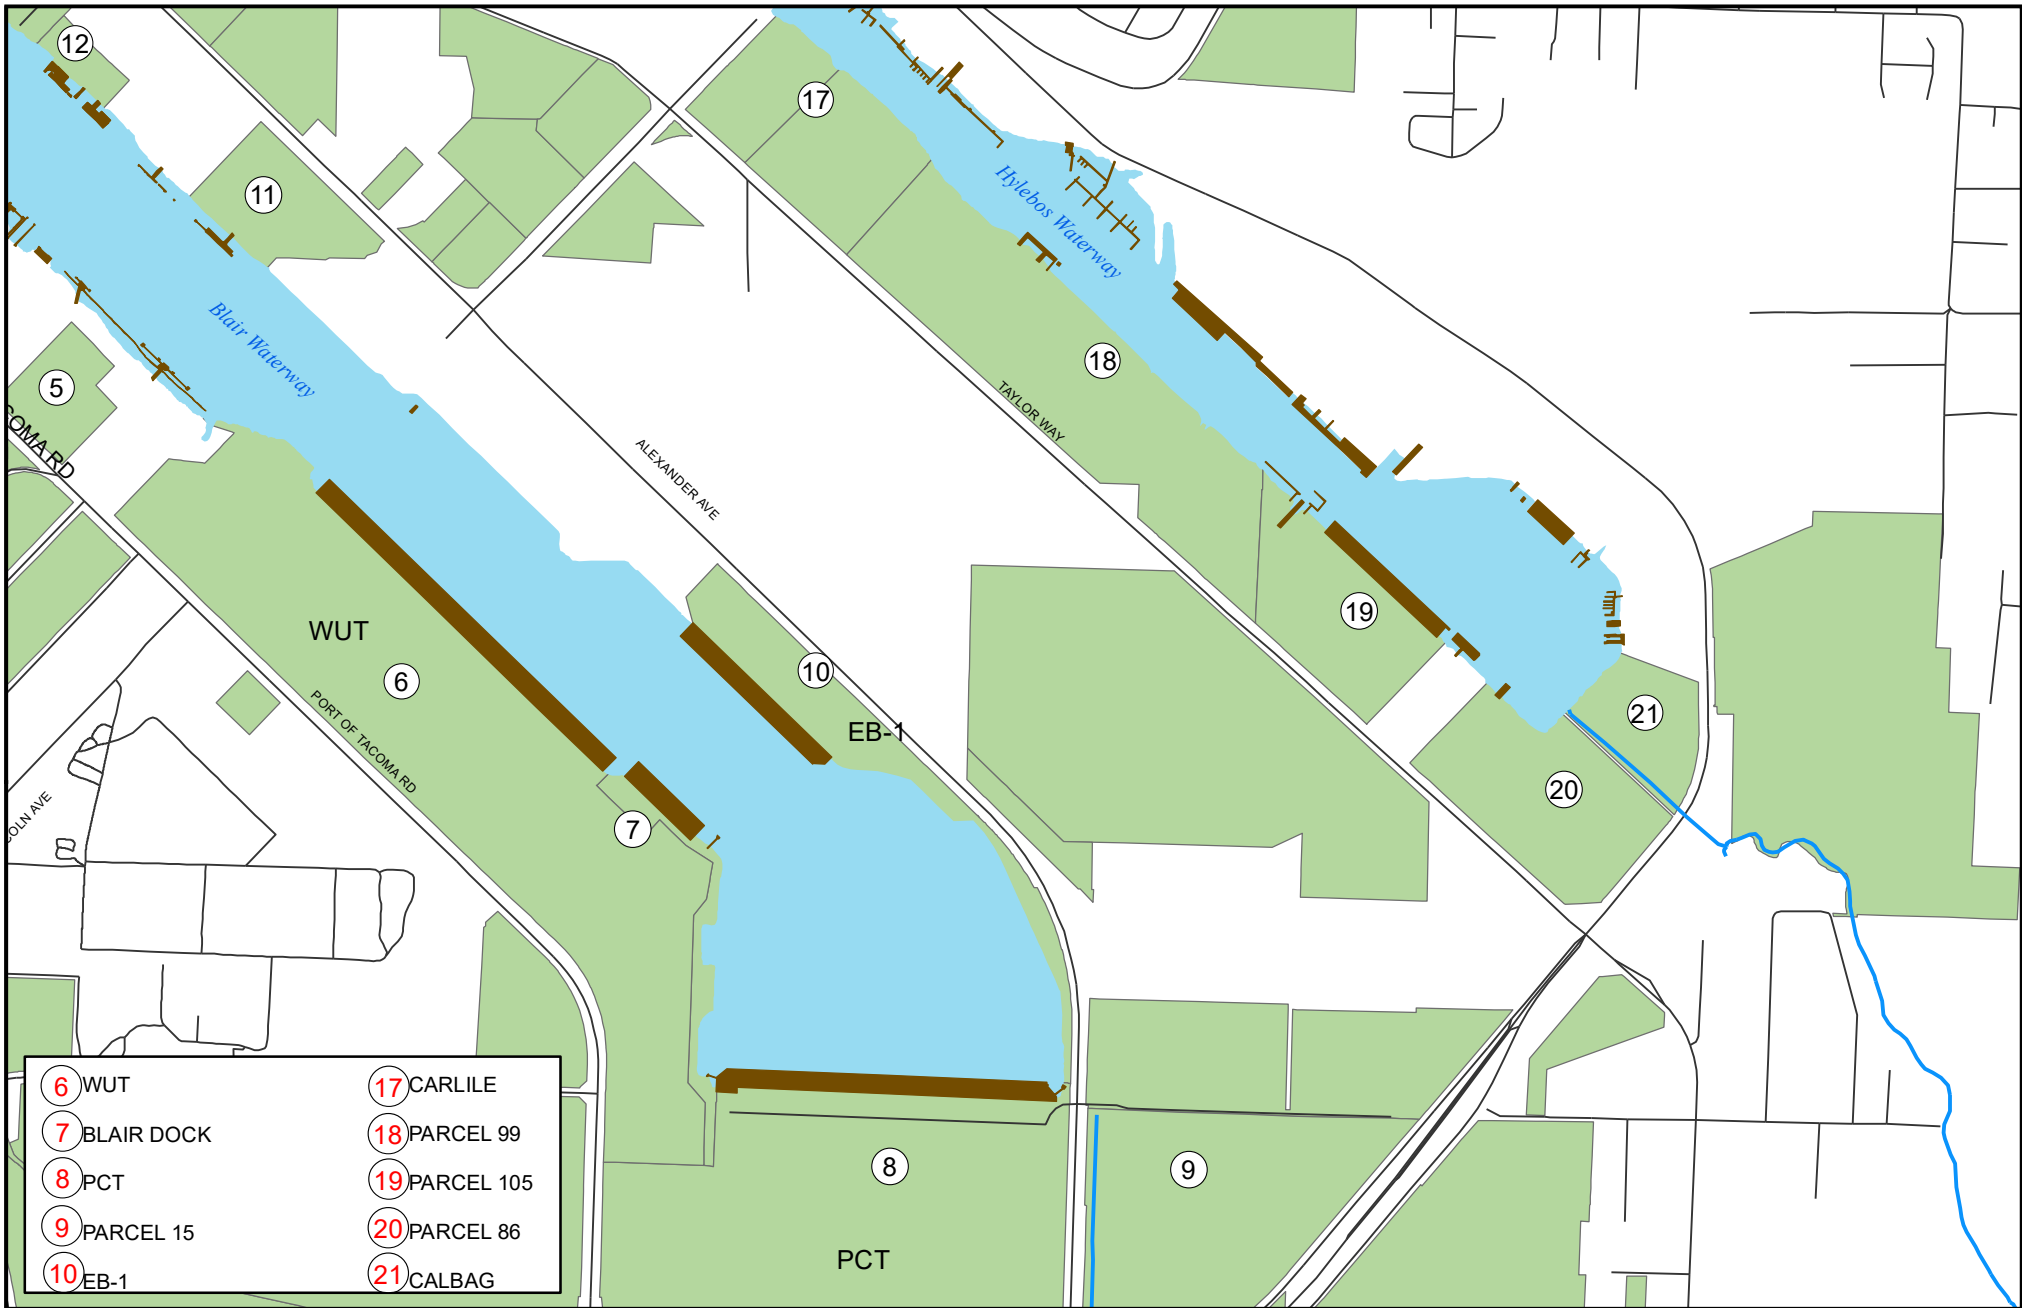 12
17
11
Hylebos Waterway
Blair Waterway
18
5
TAYLOR WAY
COMA RD
ALEXANDER AVE
19
WUT
10
6
21
PORT OF TACOMA RD
EB-1
20
COLN AVE
7
8
9
PCT
6 WUT
7 BLAIR DOCK
8 PCT
9 PARCEL 15
10 EB-1
17 CARLILE
18 PARCEL 99
19 PARCEL 105
20 PARCEL 86
21 CALBAG